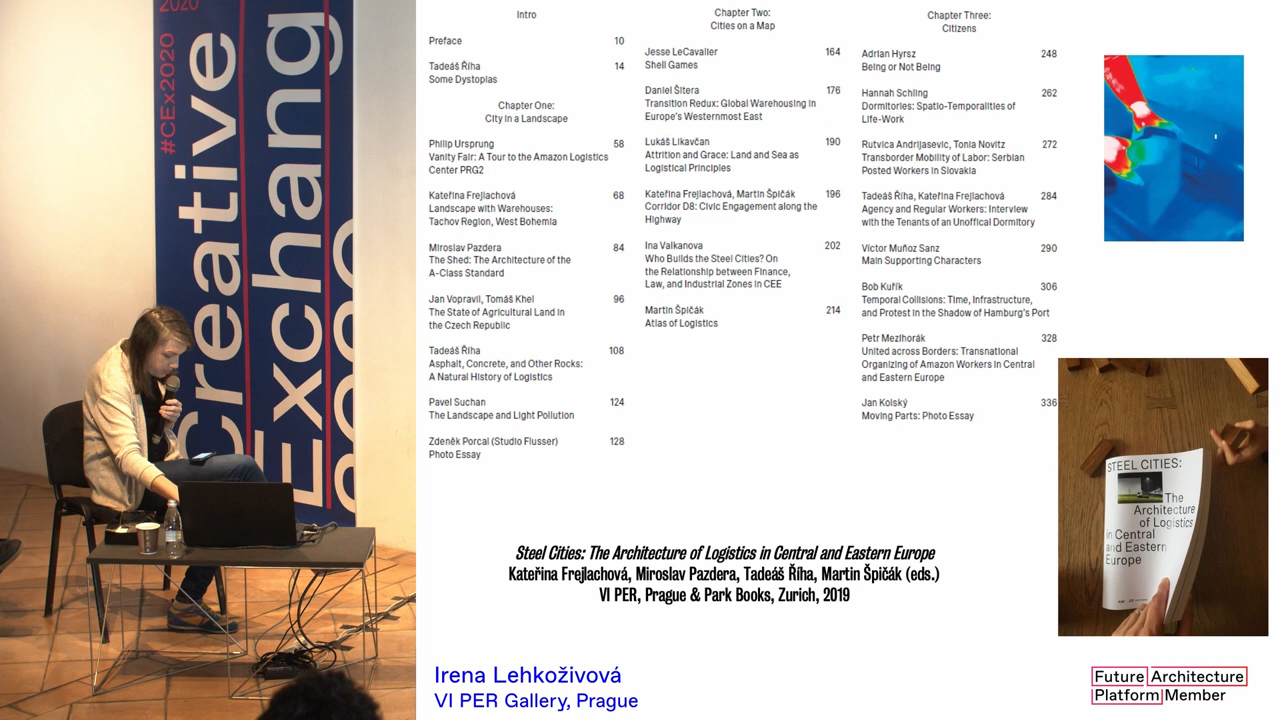 2020
#CEx2020
Creative
Exchang
Intro
Preface 10
Tadeáš Říha 14
Some Dystopias
Chapter One:
City in a Landscape
Philip Ursprung 58
Vanity Fair: A Tour to the Amazon Logistics
Center PRG2
Kateřina Frejlachová 68
Landscape with Warehouses:
Tachov Region, West Bohemia
Miroslav Pazdera 84
The Shed: The Architecture of the
A-Class Standard
Jan Vopravil, Tomáš Khel 96
The State of Agricultural Land in
the Czech Republic
Tadeáš Říha 108
Asphalt, Concrete, and Other Rocks:
A Natural History of Logistics
Pavel Suchan 124
The Landscape and Light Pollution
Zdeněk Porcal (Studio Flusser) 128
Photo Essay
Chapter Two:
Cities on a Map
Jesse LeCavalier 164
Shell Games
Daniel Šitera 176
Transition Redux: Global Warehousing in
Europe's Westernmost East
Lukáš Likavčan 190
Attrition and Grace: Land and Sea as
Logistical Principles
Kateřina Frejlachová, Martin Špičák 196
Corridor D8: Civic Engagement along the
Highway
Ina Valkanova 202
Who Builds the Steel Cities? On
the Relationship between Finance,
Law, and Industrial Zones in CEE
Martin Špičák 214
Atlas of Logistics
Chapter Three:
Citizens
Adrian Hyrsz 248
Being or Not Being
Hannah Schling 262
Dormitories: Spatio-Temporalities of
Life-Work
Rutvica Andrijasevic, Tonia Novitz 272
Transborder Mobility of Labor: Serbian
Posted Workers in Slovakia
Tadeáš Říha, Kateřina Frejlachová 284
Agency and Regular Workers: Interview
with the Tenants of an Unoffical Dormitory
Victor Muñoz Sanz 290
Main Supporting Characters
Bob Kuřík 306
Temporal Collisions: Time, Infrastructure,
and Protest in the Shadow of Hamburg's Port
Petr Mezihorák 328
United across Borders: Transnational
Organizing of Amazon Workers in Central
and Eastern Europe
Jan Kolský 336
Moving Parts: Photo Essay
STEEL CITIES:
The
Architecture
of Logistics
in Central
and Eastern
Europe
Steel Cities: The Architecture of Logistics in Central and Eastern Europe
Kateřina Frejlachová, Miroslav Pazdera, Tadeáš Říha, Martin Špičák (eds.)
VI PER, Prague & Park Books, Zurich, 2019
Irena Lehkoživová
VI PER Gallery, Prague
Future Architecture
Platform Member